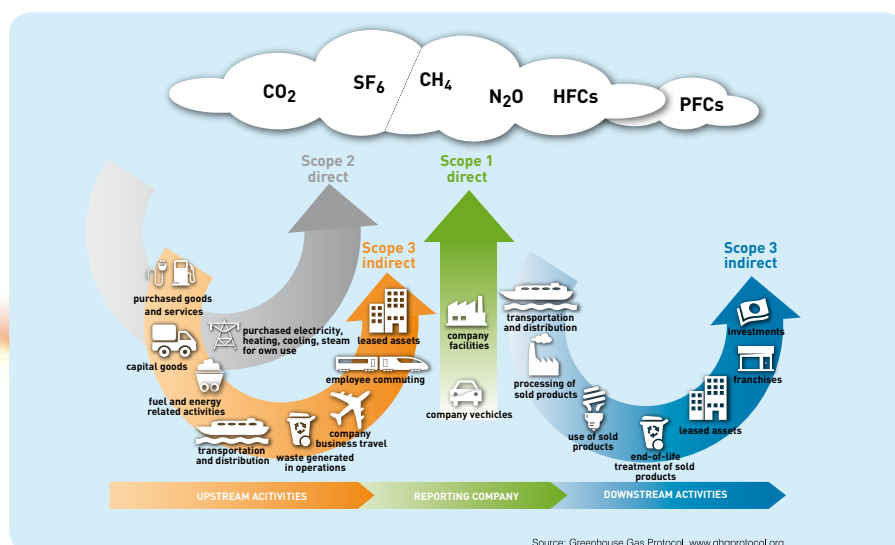 CO2
SF6
CH4
N2O
HFCs
PFCs
Scope 2
direct
Scope 1
direct
Scope 3
indirect
Scope 3
indirect
purchased goods
and services
capital goods
fuel and energy
related activities
purchased electricity,
heating, cooling, steam
for own use
transportation
and distribution
waste generated
in operations
company
business travel
employee commuting
leased assets
company
facilities
company vechicles
transportation
and distribution
processing of
sold products
use of sold
products
end-of-life
treatment of sold
products
leased assets
franchises
investments
UPSTREAM ACITIVITIES
REPORTING COMPANY
DOWNSTREAM ACTIVITIES
Source: Greenhouse Gas Protocol, www.ghgprotocol.org